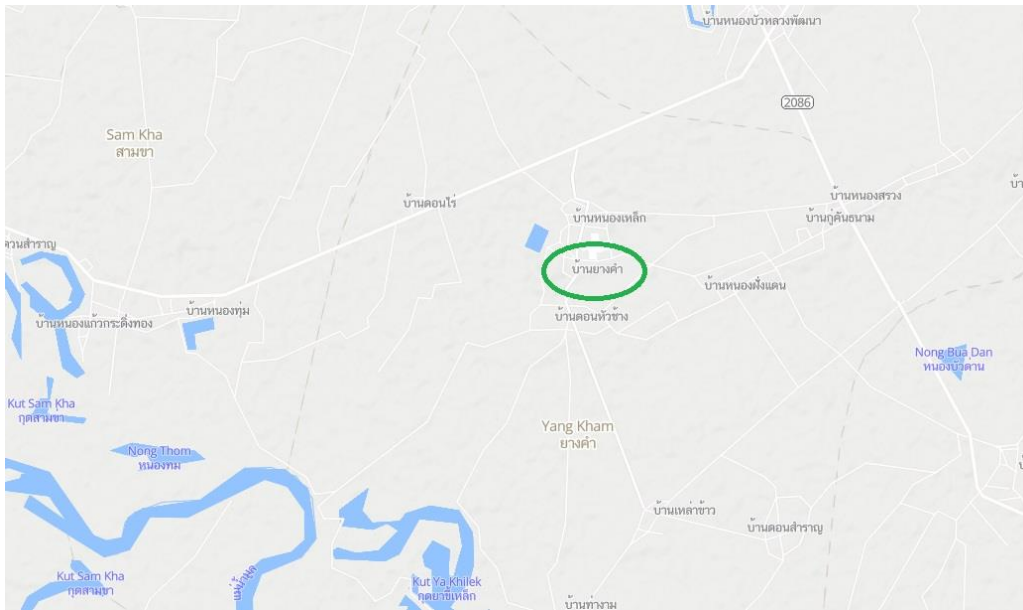 บ้านหนองบัวหลวงพัฒนา
2086
Sam Kha
สามขา
บ้านดอนไร่
บ้านหนองเหล็ก
บ้านหนองสรวง
บ้านกู่คันธนาม
บ้านยางคำ
บ้านหนองฝั่งแดน
บ้านหนองทุ่ม
บ้านหนองแก้วกระดิ่งทอง
บ้านดอนหัวช้าง
Nong Bua Dan
หนองบัวด่าน
Kut Sam Kha
กุดสามขา
Yang Kham
ยางคำ
Nong Thom
หนองทม
บ้านเหล่าข้าว
บ้านดอนสำราญ
Kut Sam Kha
กุดสามขา
แม่น้ำมูล
Kut Ya Khilek
กุดยาขี้เหล็ก
บ้านท่างาม